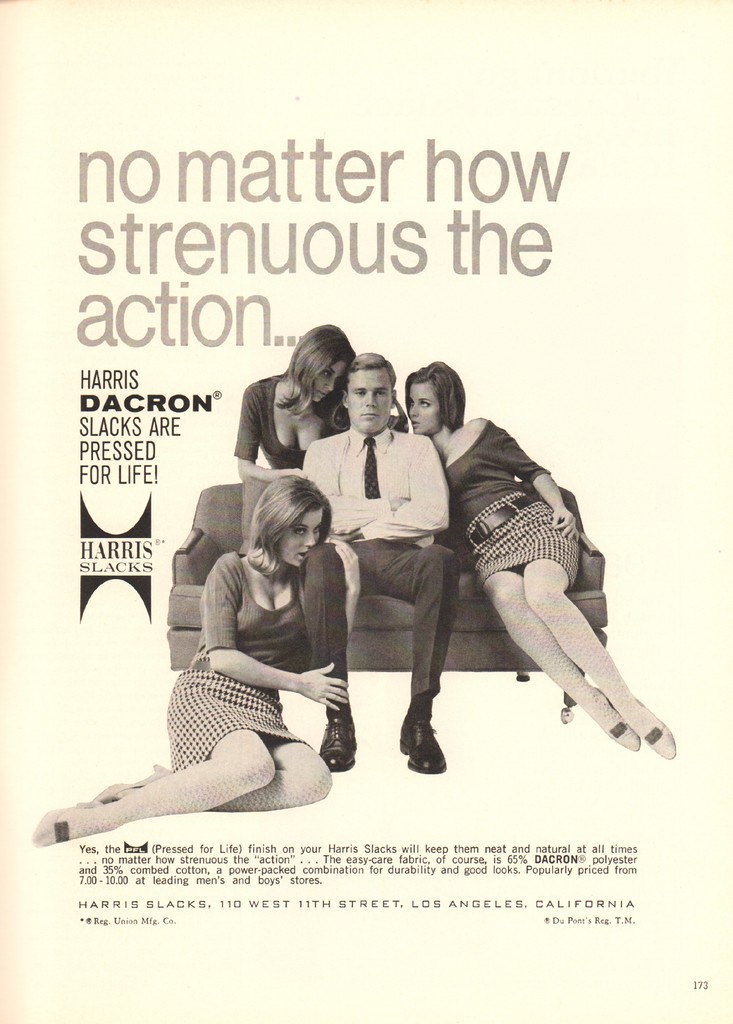 no matter how
strenuous the
action...
HARRIS
DACRON®
SLACKS ARE
PRESSED
FOR LIFE!
HARRIS®*
SLACKS
Yes, the PFL (Pressed for Life) finish on your Harris Slacks will keep them neat and natural at all times
. . . no matter how strenuous the "action" . . . The easy-care fabric, of course, is 65% DACRON® polyester
and 35% combed cotton, a power-packed combination for durability and good looks. Popularly priced from
7.00 - 10.00 at leading men's and boys' stores.
HARRIS SLACKS, 110 WEST 11TH STREET, LOS ANGELES, CALIFORNIA
*® Reg. Union Mfg. Co.
® Du Pont's Reg. T.M.
173